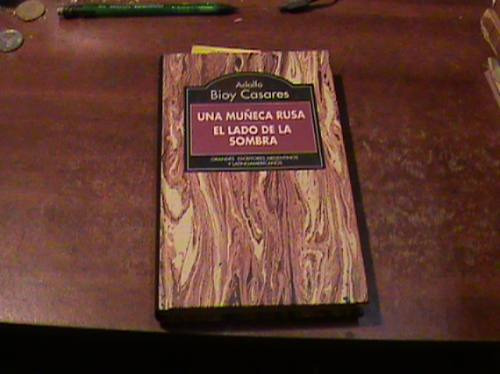 Adolfo
Bioy Casares
UNA MUÑECA RUSA
EL LADO DE LA
SOMBRA
GRANDES ESCRITORES ARGENTINOS
Y LATINOAMERICANOS